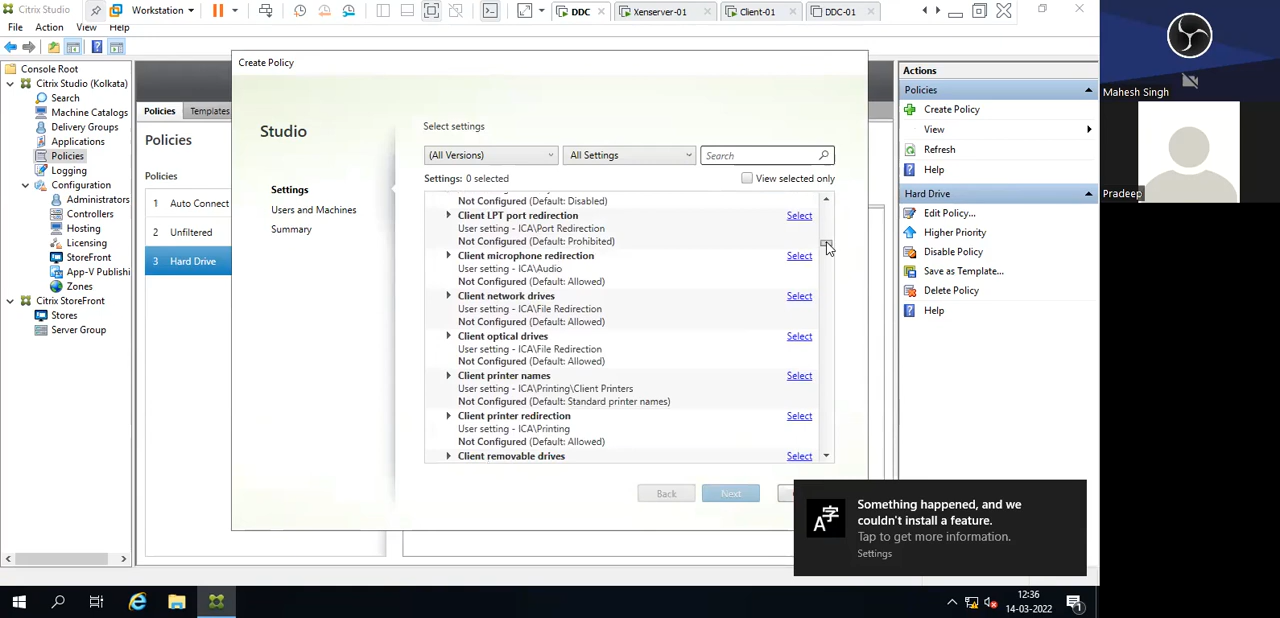 Citrix Studio
Workstation
DDC
Xenserver-01
Client-01
DDC-01
File Action View Help
Console Root
Citrix Studio (Kolkata)
Search
Machine Catalogs
Delivery Groups
Applications
Policies
Logging
Configuration
Administrators
Controllers
Hosting
Licensing
StoreFront
App-V Publishi
Zones
Citrix StoreFront
Stores
Server Group
Policies Templates
Policies
Policies
1 Auto Connect
2 Unfiltered
3 Hard Drive
Create Policy
Studio
Settings
Users and Machines
Summary
Select settings
(All Versions) All Settings Search
Settings: 0 selected View selected only
Not Configured (Default: Disabled)
Client LPT port redirection Select
User setting - ICA\Port Redirection
Not Configured (Default: Prohibited)
Client microphone redirection Select
User setting - ICA\Audio
Not Configured (Default: Allowed)
Client network drives Select
User setting - ICA\File Redirection
Not Configured (Default: Allowed)
Client optical drives Select
User setting - ICA\File Redirection
Not Configured (Default: Allowed)
Client printer names Select
User setting - ICA\Printing\Client Printers
Not Configured (Default: Standard printer names)
Client printer redirection Select
User setting - ICA\Printing
Not Configured (Default: Allowed)
Client removable drives Select
Back Next
Actions
Policies
Create Policy
View
Refresh
Help
Hard Drive
Edit Policy...
Higher Priority
Disable Policy
Save as Template...
Delete Policy
Help
Something happened, and we
couldn't install a feature.
Tap to get more information.
Settings
12:36
14-03-2022
1
Mahesh Singh
Pradeep